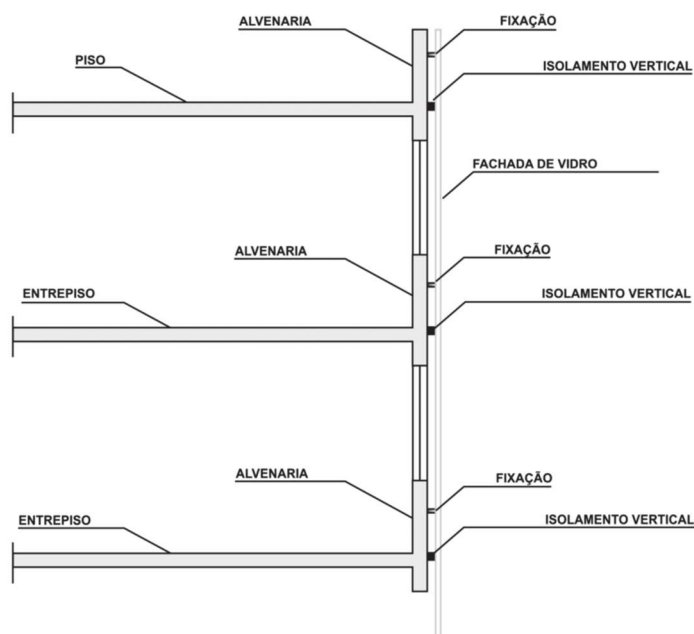 ALVENARIA
FIXAÇÃO
PISO
ISOLAMENTO VERTICAL
FACHADA DE VIDRO
ALVENARIA
FIXAÇÃO
ENTREPISO
ISOLAMENTO VERTICAL
ALVENARIA
FIXAÇÃO
ENTREPISO
ISOLAMENTO VERTICAL